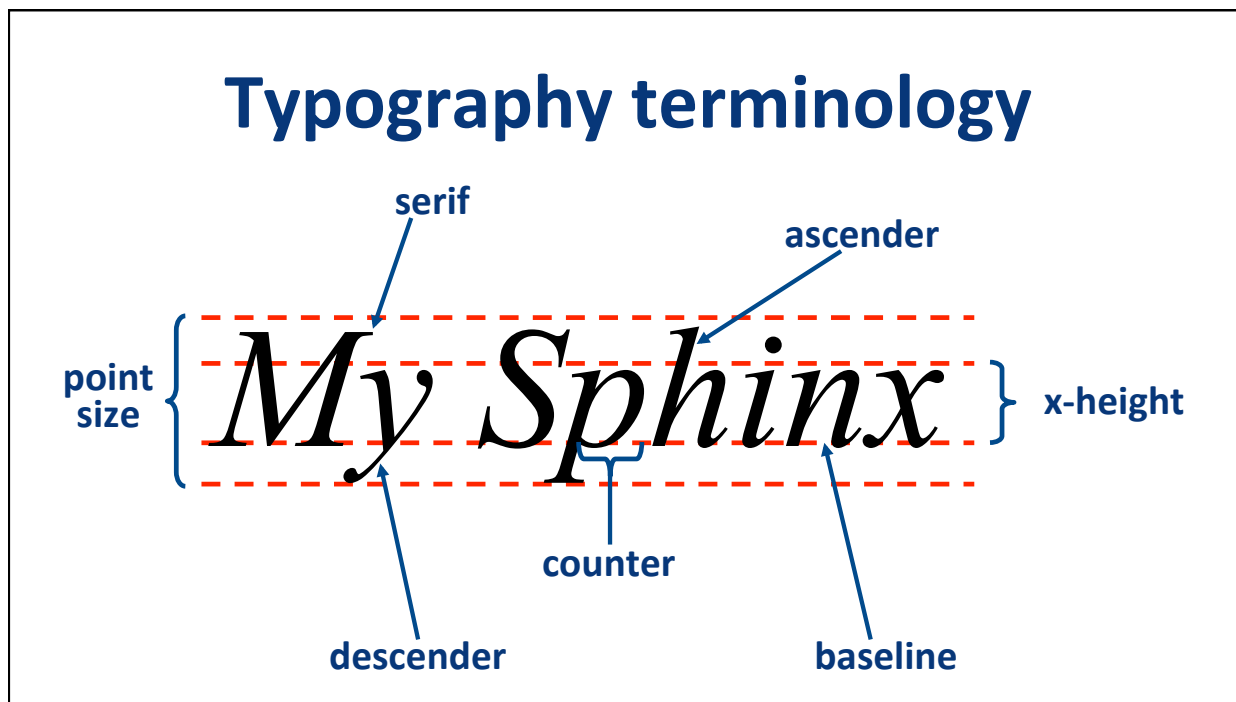 Typography terminology
serif
ascender
point
size
My Sphinx
x-height
counter
descender
baseline